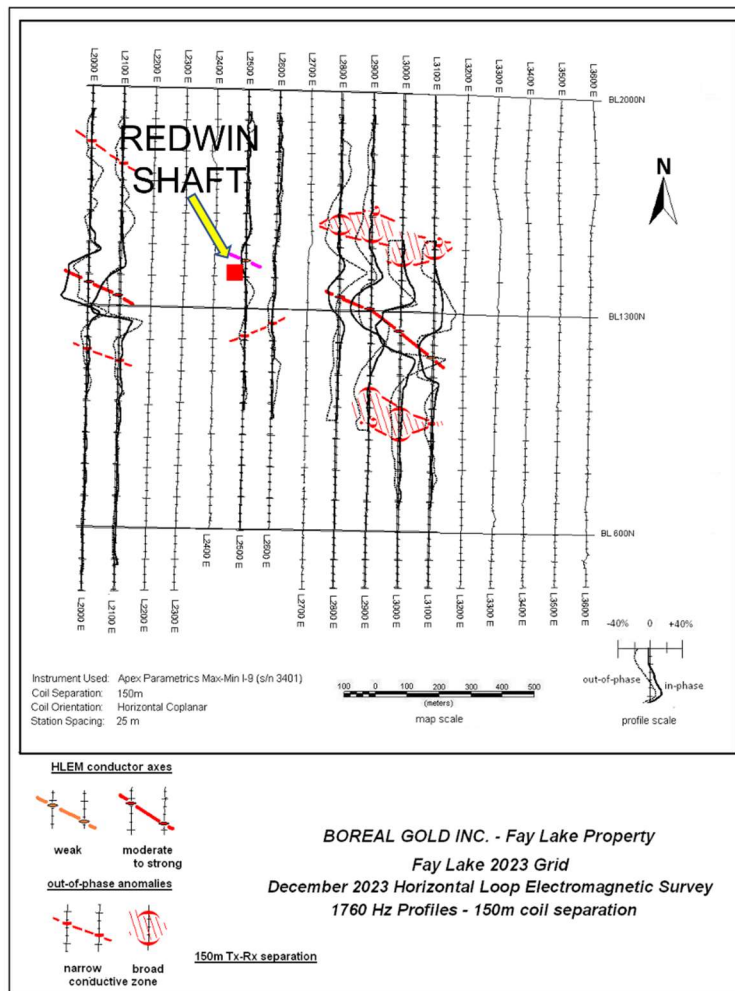 L2000 E
L2100 E
L2200 E
L2300 E
L2400 E
L2500 E
L2600 E
L2700 E
L2800 E
L2900 E
L3000 E
L3100 E
L3200 E
L3300 E
L3400 E
L3500 E
L3600 E
BL2000N
REDWIN
SHAFT
N
BL1300N
BL 600N
L2400 E
L2500 E
L2600 E
L2000 E
L2100 E
L2200 E
L2300 E
L2700 E
L2800 E
L2900 E
L3000 E
L3100 E
L3200 E
L3300 E
L3400 E
L3500 E
L3600 E
-40% 0 +40%
out-of-phase in-phase
profile scale
Instrument Used: Apex Parametrics Max-Min I-9 (s/n 3401)
Coil Separation: 150m
Coil Orientation: Horizontal Coplanar
Station Spacing: 25 m
100 0 100 200 300 400 500
(meters)
map scale
HLEM conductor axes
weak moderate
to strong
out-of-phase anomalies
narrow broad
conductive zone
150m Tx-Rx separation
BOREAL GOLD INC. - Fay Lake Property
Fay Lake 2023 Grid
December 2023 Horizontal Loop Electromagnetic Survey
1760 Hz Profiles - 150m coil separation